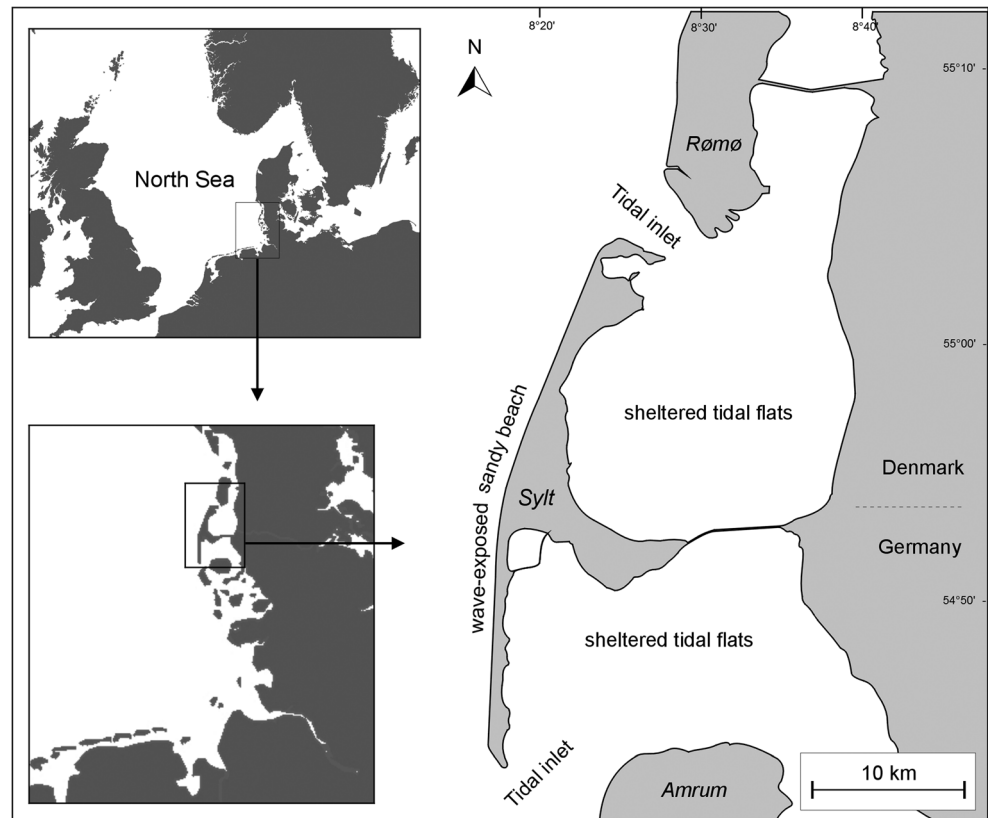 North Sea
N
8°20'
8°30'
8°40'
55°10'
Rømø
Tidal inlet
55°00'
sheltered tidal flats
wave-exposed sandy beach
Denmark
Sylt
Germany
54°50'
sheltered tidal flats
Tidal inlet
10 km
Amrum